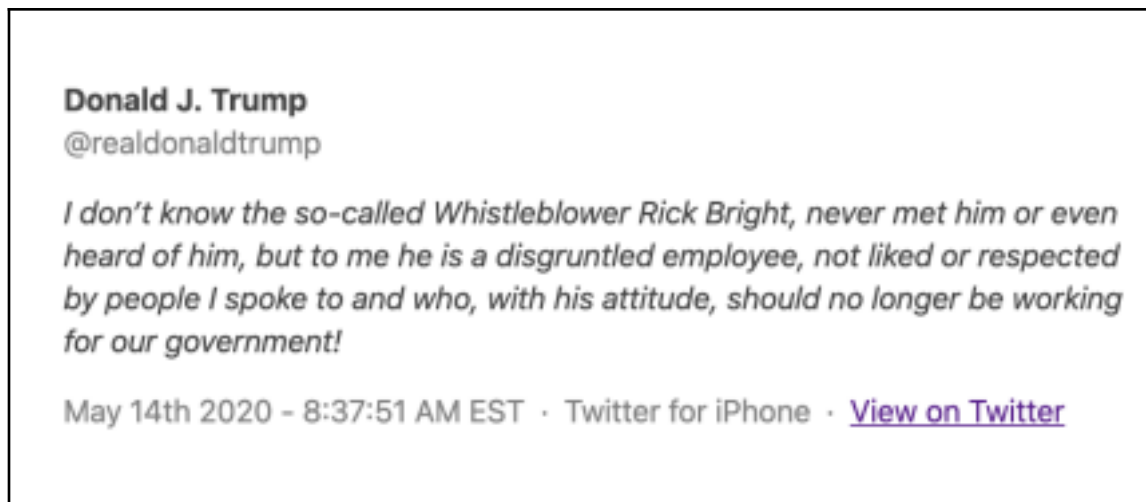 Donald J. Trump
@realdonaldtrump
I don’t know the so-called Whistleblower Rick Bright, never met him or even
heard of him, but to me he is a disgruntled employee, not liked or respected
by people I spoke to and who, with his attitude, should no longer be working
for our government!
May 14th 2020 - 8:37:51 AM EST · Twitter for iPhone · View on Twitter